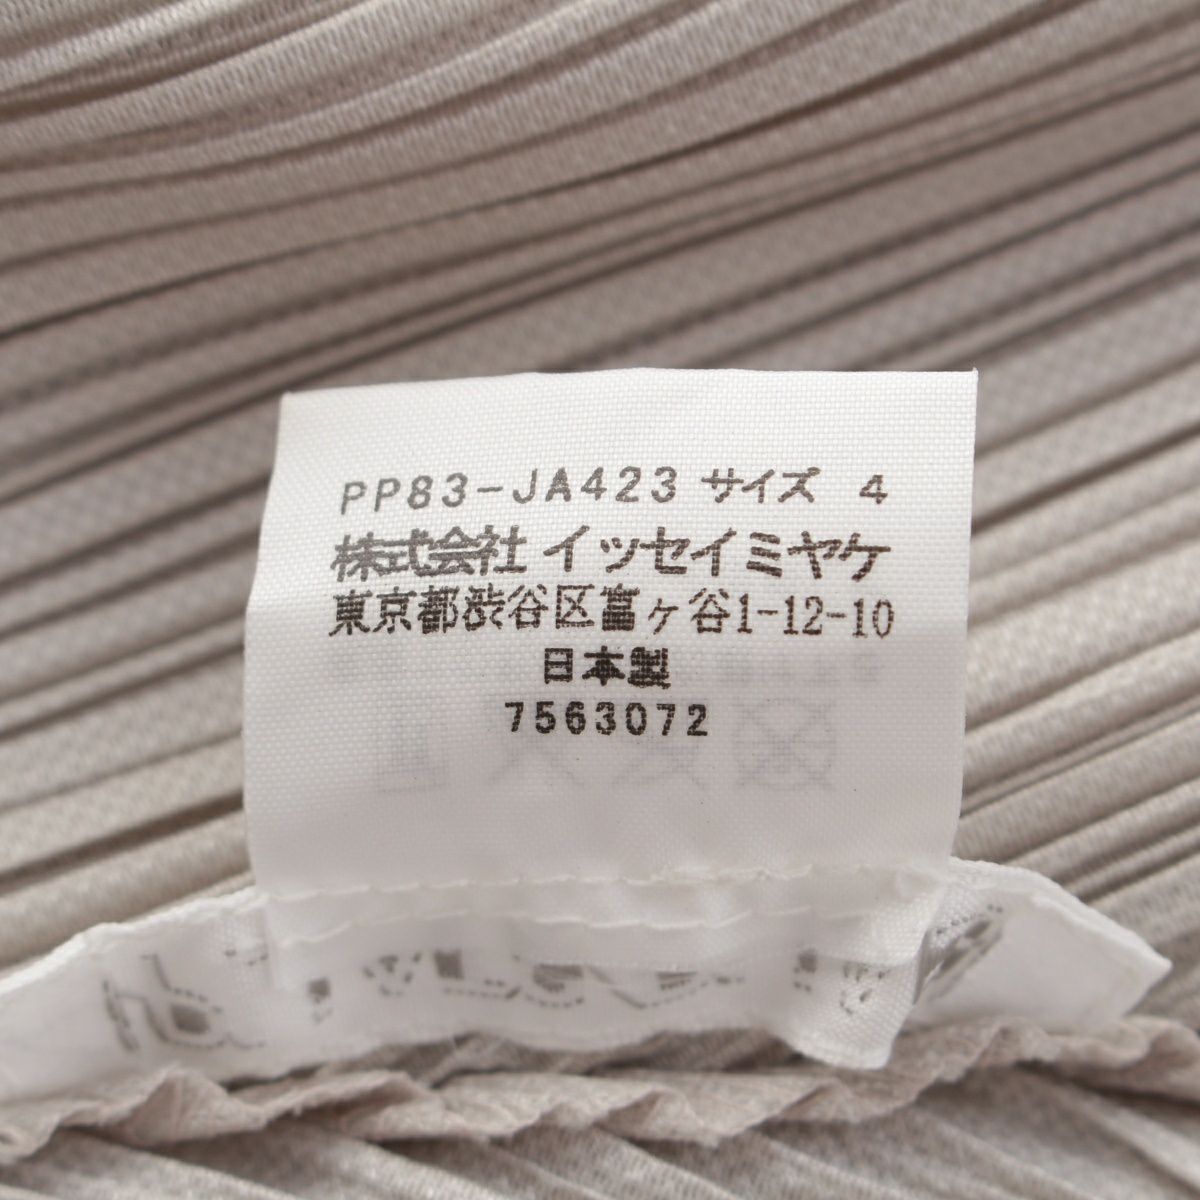 PP83-JA423 サイズ 4
株式会社 イッセイミヤケ
東京都渋谷区富ヶ谷1-12-10
日本製
7563072